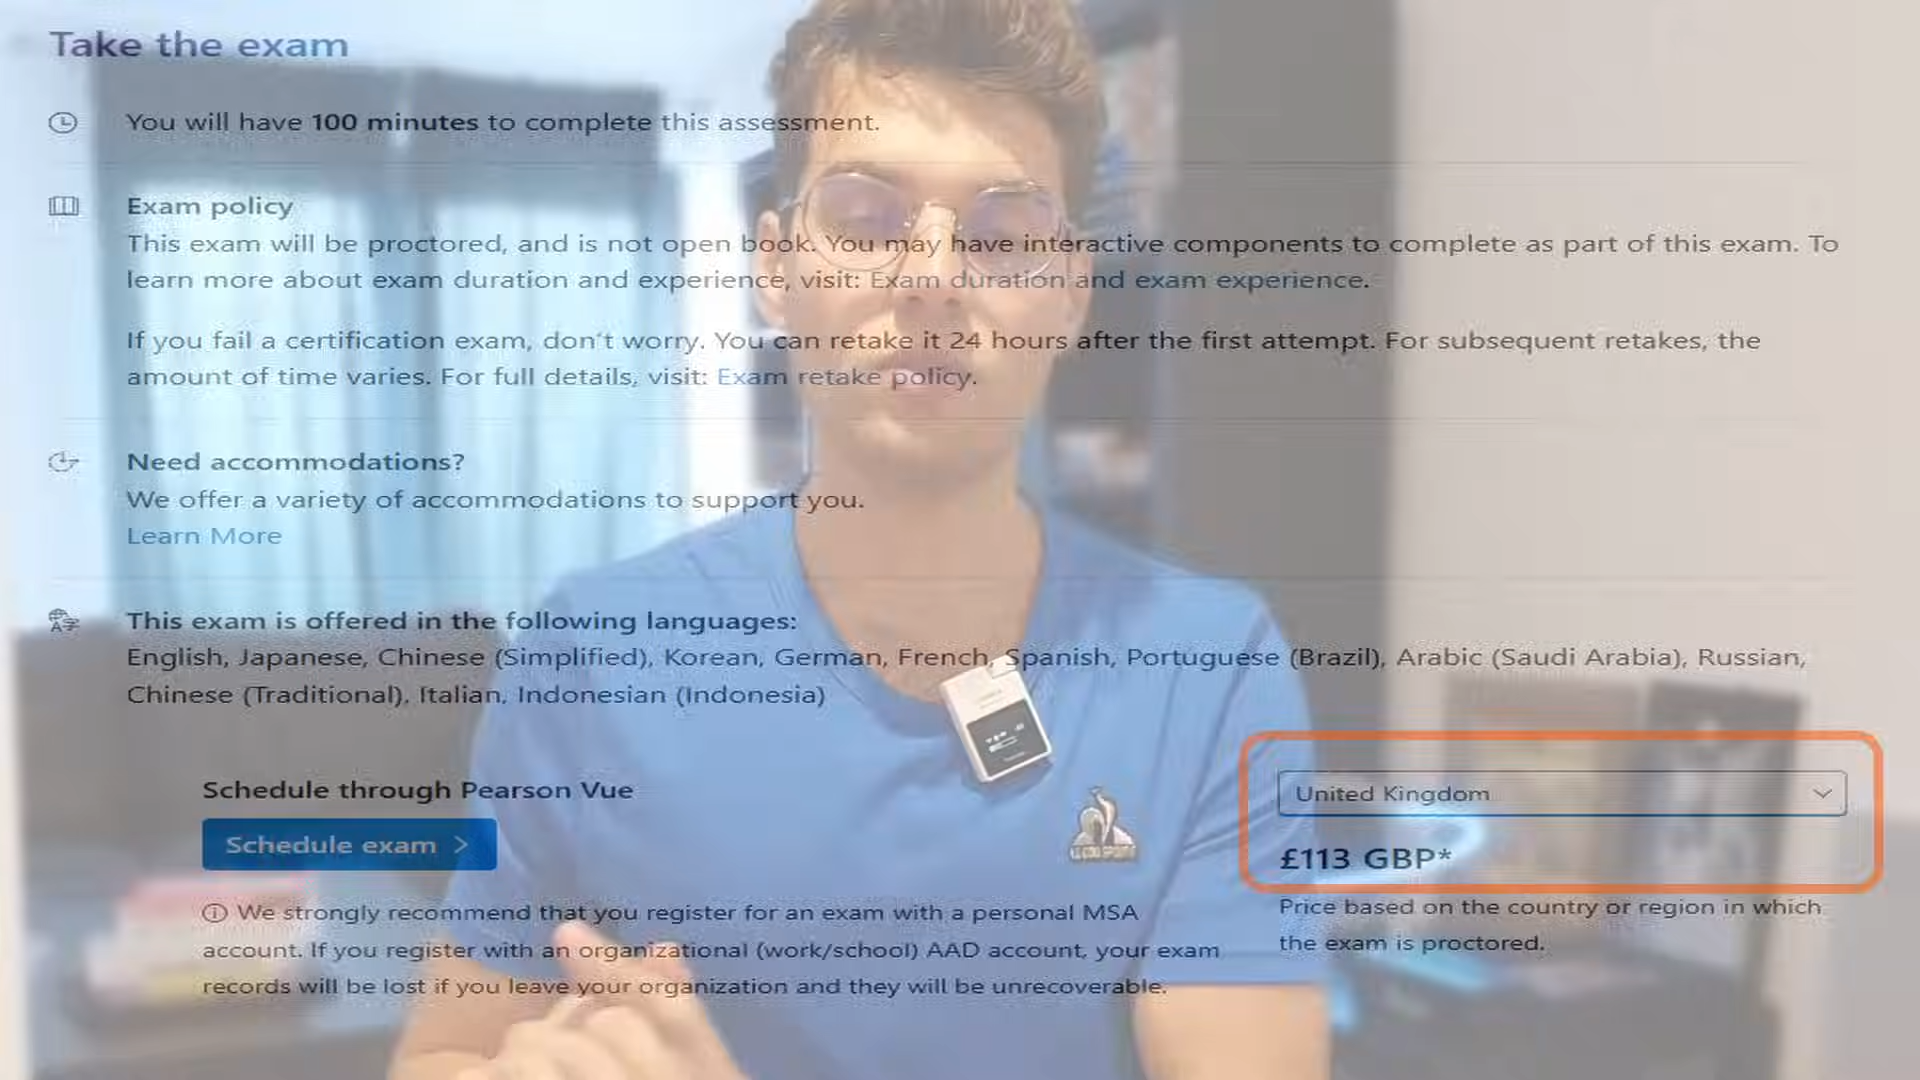 Take the exam
You will have 100 minutes to complete this assessment.
Exam policy
This exam will be proctored, and is not open book. You may have interactive components to complete as part of this exam. To
learn more about exam duration and experience, visit: Exam duration and exam experience.
If you fail a certification exam, don't worry. You can retake it 24 hours after the first attempt. For subsequent retakes, the
amount of time varies. For full details, visit: Exam retake policy.
Need accommodations?
We offer a variety of accommodations to support you.
Learn More
This exam is offered in the following languages:
English, Japanese, Chinese (Simplified), Korean, German, French, Spanish, Portuguese (Brazil), Arabic (Saudi Arabia), Russian,
Chinese (Traditional), Italian, Indonesian (Indonesia)
Schedule through Pearson Vue
Schedule exam >
We strongly recommend that you register for an exam with a personal MSA
account. If you register with an organizational (work/school) AAD account, your exam
records will be lost if you leave your organization and they will be unrecoverable.
United Kingdom
£113 GBP*
Price based on the country or region in which
the exam is proctored.